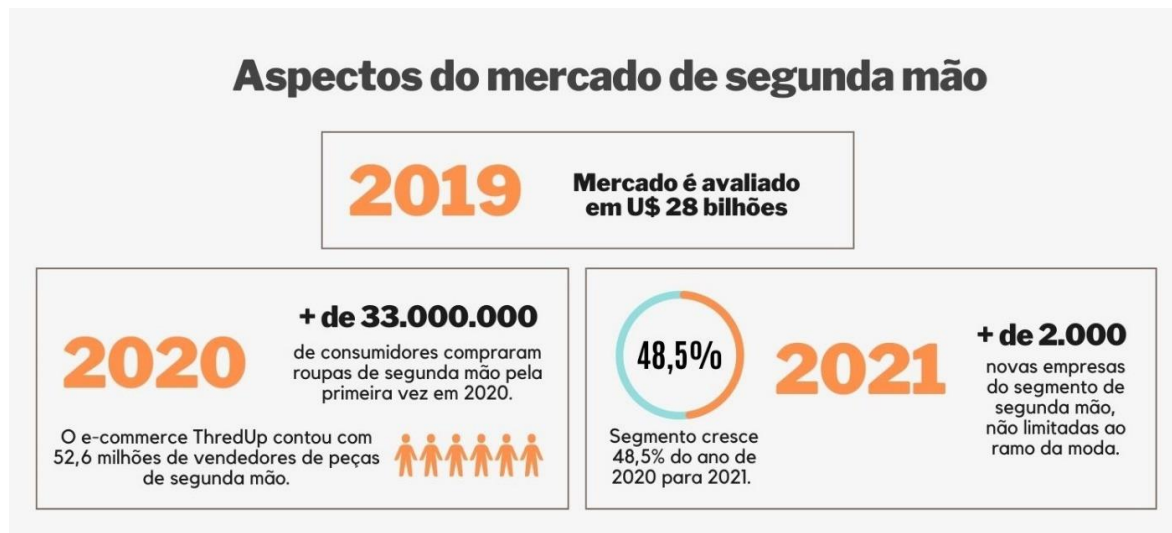 Aspectos do mercado de segunda mão
2019
Mercado é avaliado
em U$ 28 bilhões
2020
+ de 33.000.000
de consumidores compraram
roupas de segunda mão pela
primeira vez em 2020.
O e-commerce ThredUp contou com
52,6 milhões de vendedores de peças
de segunda mão.
48,5%
Segmento cresce
48,5% do ano de
2020 para 2021.
2021
+ de 2.000
novas empresas
do segmento de
segunda mão,
não limitadas ao
ramo da moda.